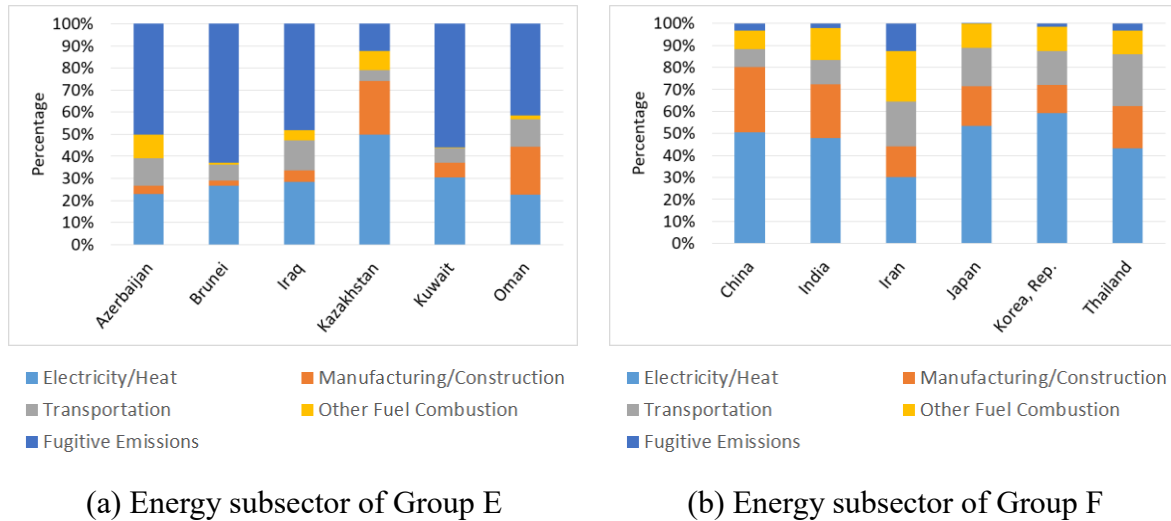 100%
90%
80%
70%
60%
50%
40%
30%
20%
10%
0%
Percentage
Azerbaijan
Brunei
Iraq
Kazakhstan
Kuwait
Oman
Electricity/Heat
Manufacturing/Construction
Transportation
Other Fuel Combustion
Fugitive Emissions
(a) Energy subsector of Group E
100%
90%
80%
70%
60%
50%
40%
30%
20%
10%
0%
Percentage
China
India
Iran
Japan
Korea, Rep.
Thailand
Electricity/Heat
Manufacturing/Construction
Transportation
Other Fuel Combustion
Fugitive Emissions
(b) Energy subsector of Group F